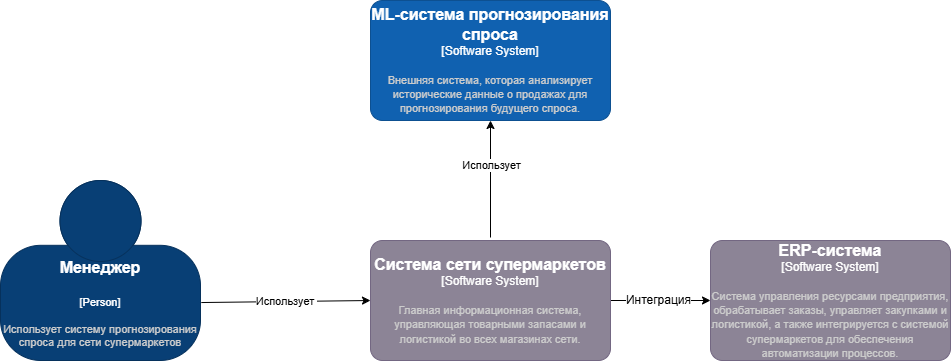 ML-система прогнозирования
спроса
[Software System]
Внешняя система, которая анализирует
исторические данные о продажах для
прогнозирования будущего спроса.
Использует
Менеджер
[Person]
Использует систему прогнозирования
спроса для сети супермаркетов
Использует
Система сети супермаркетов
[Software System]
Главная информационная система,
управляющая товарными запасами и
логистикой во всех магазинах сети.
Интеграция
ERP-система
[Software System]
Система управления ресурсами предприятия,
обрабатывает заказы, управляет закупками и
логистикой, а также интегрируется с системой
супермаркетов для обеспечения
автоматизации процессов.